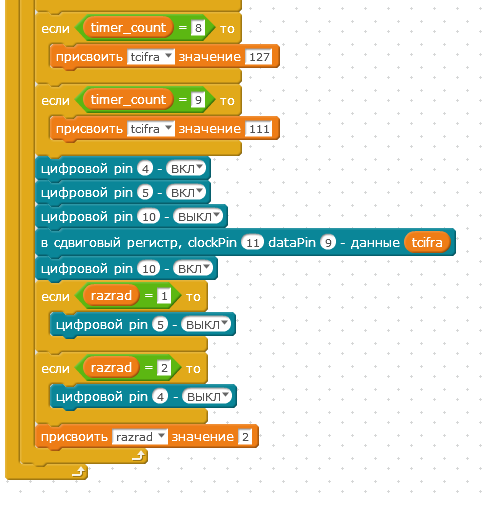 если timer_count = 8 то
присвоить tcifra значение 127
если timer_count = 9 то
присвоить tcifra значение 111
цифровой pin 4 - ВКЛ
цифровой pin 5 - ВКЛ
цифровой pin 10 - ВЫКЛ
в сдвиговый регистр, clockPin 11 dataPin 9 - данные tcifra
цифровой pin 10 - ВКЛ
если razrad = 1 то
цифровой pin 5 - ВЫКЛ
если razrad = 2 то
цифровой pin 4 - ВЫКЛ
присвоить razrad значение 2